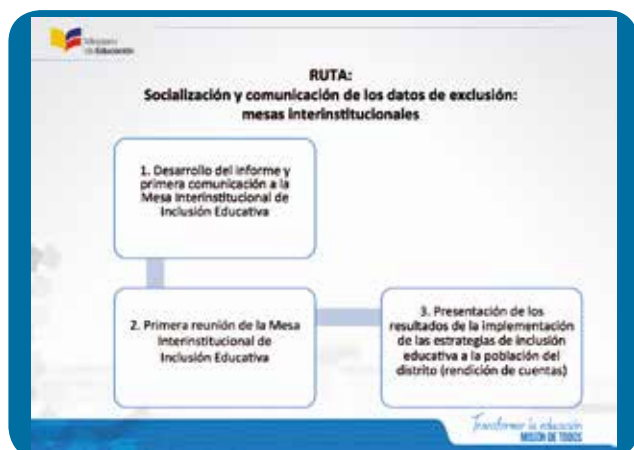 Ministerio
de Educación
RUTA:
Socialización y comunicación de los datos de exclusión:
mesas interinstitucionales
1. Desarrollo del informe y
primera comunicación a la
Mesa Interinstitucional de
Inclusión Educativa
2. Primera reunión de la Mesa
Interinstitucional de
Inclusión Educativa
3. Presentación de los
resultados de la implementación
de las estrategias de inclusión
educativa a la población del
distrito (rendición de cuentas)
Transformar la educación
MISIÓN DE TODOS